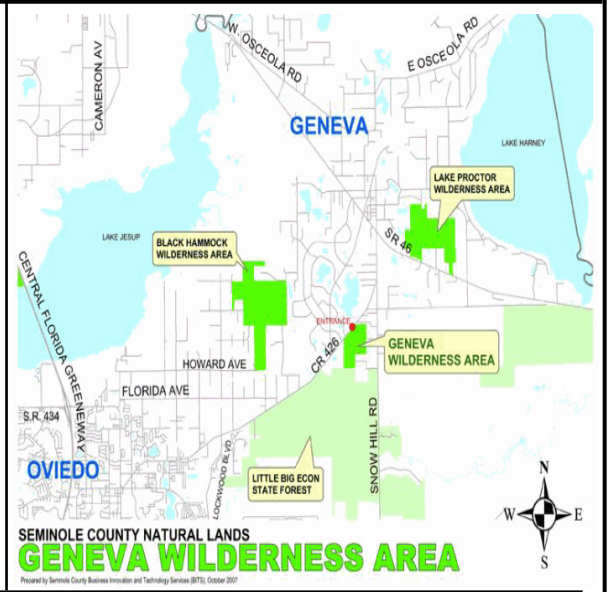 CAMERON AV
N. OSCEOLA RD
E OSCEOLA RD
GENEVA
LAKE HARNEY
LAKE PROCTOR
WILDERNESS AREA
SR 46
LAKE JESUP
BLACK HAMMOCK
WILDERNESS AREA
CENTRAL FLORIDA GREENEWAY
ENTRANCE
GENEVA
WILDERNESS AREA
CR 426
HOWARD AVE
FLORIDA AVE
S.R. 434
OVIEDO
LOCKWOOD BLVD
LITTLE BIG ECON
STATE FOREST
SNOW HILL RD
N
W
E
S
SEMINOLE COUNTY NATURAL LANDS
GENEVA WILDERNESS AREA
Prepared by Seminole County Business Innovation and Technology Services (BITS), October 2007